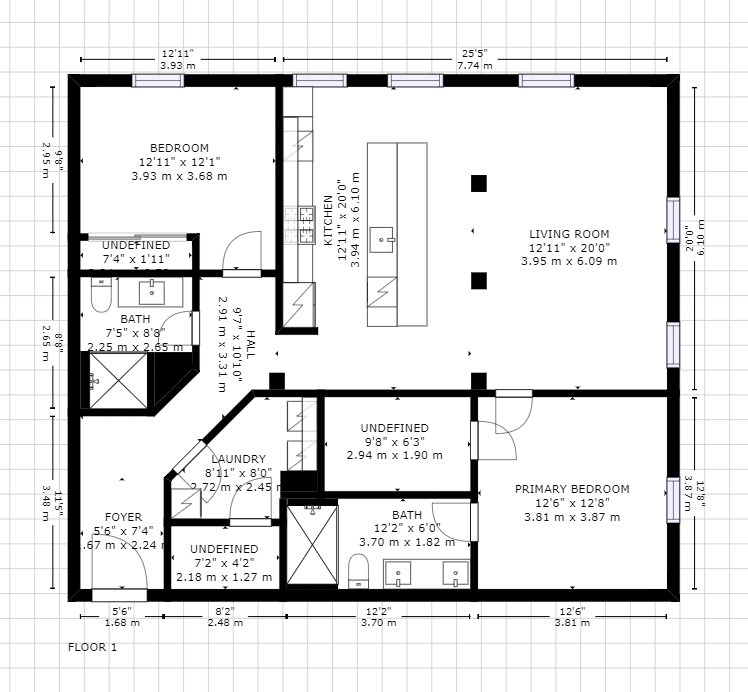 12'11"
3.93 m
25'5"
7.74 m
9'8"
2.95 m
BEDROOM
12'11" x 12'1"
3.93 m x 3.68 m
KITCHEN
12'11" x 20'0"
3.94 m x 6.10 m
LIVING ROOM
12'11" x 20'0"
3.95 m x 6.09 m
20'0"
6.10 m
UNDEFINED
7'4" x 1'11"
8'8"
2.65 m
BATH
7'5" x 8'8"
2.25 m x 2.65 m
HALL
9'7" x 10'10"
2.91 m x 3.31 m
UNDEFINED
9'8" x 6'3"
2.94 m x 1.90 m
LAUNDRY
8'11" x 8'0"
2.72 m x 2.45 m
11'5"
3.48 m
FOYER
5'6" x 7'4"
.67 m x 2.24 m
PRIMARY BEDROOM
12'6" x 12'8"
3.81 m x 3.87 m
12'8"
3.87 m
BATH
12'2" x 6'0"
3.70 m x 1.82 m
UNDEFINED
7'2" x 4'2"
2.18 m x 1.27 m
5'6"
1.68 m
8'2"
2.48 m
12'2"
3.70 m
12'6"
3.81 m
FLOOR 1